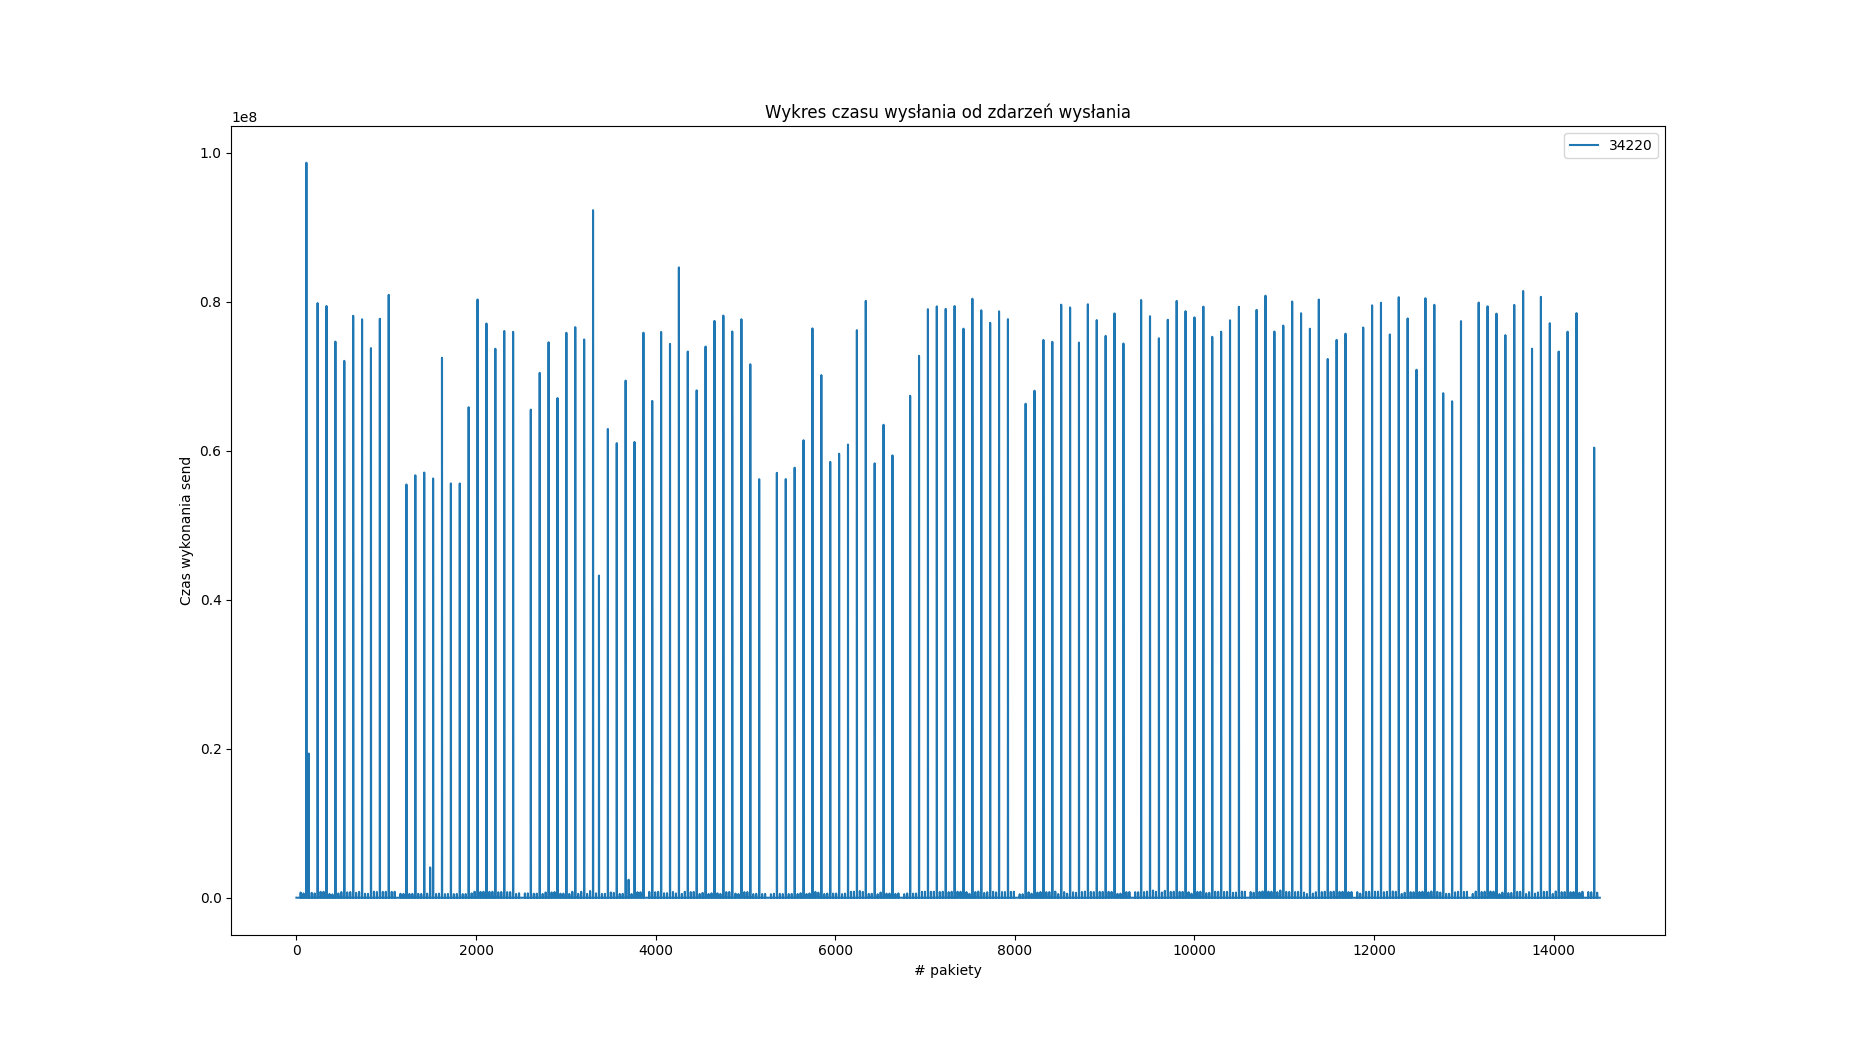 Wykres czasu wysłania od zdarzeń wysłania
1e8
34220
1.0
0.8
0.6
0.4
0.2
0.0
Czas wykonania send
0 2000 4000 6000 8000 10000 12000 14000
# pakiety